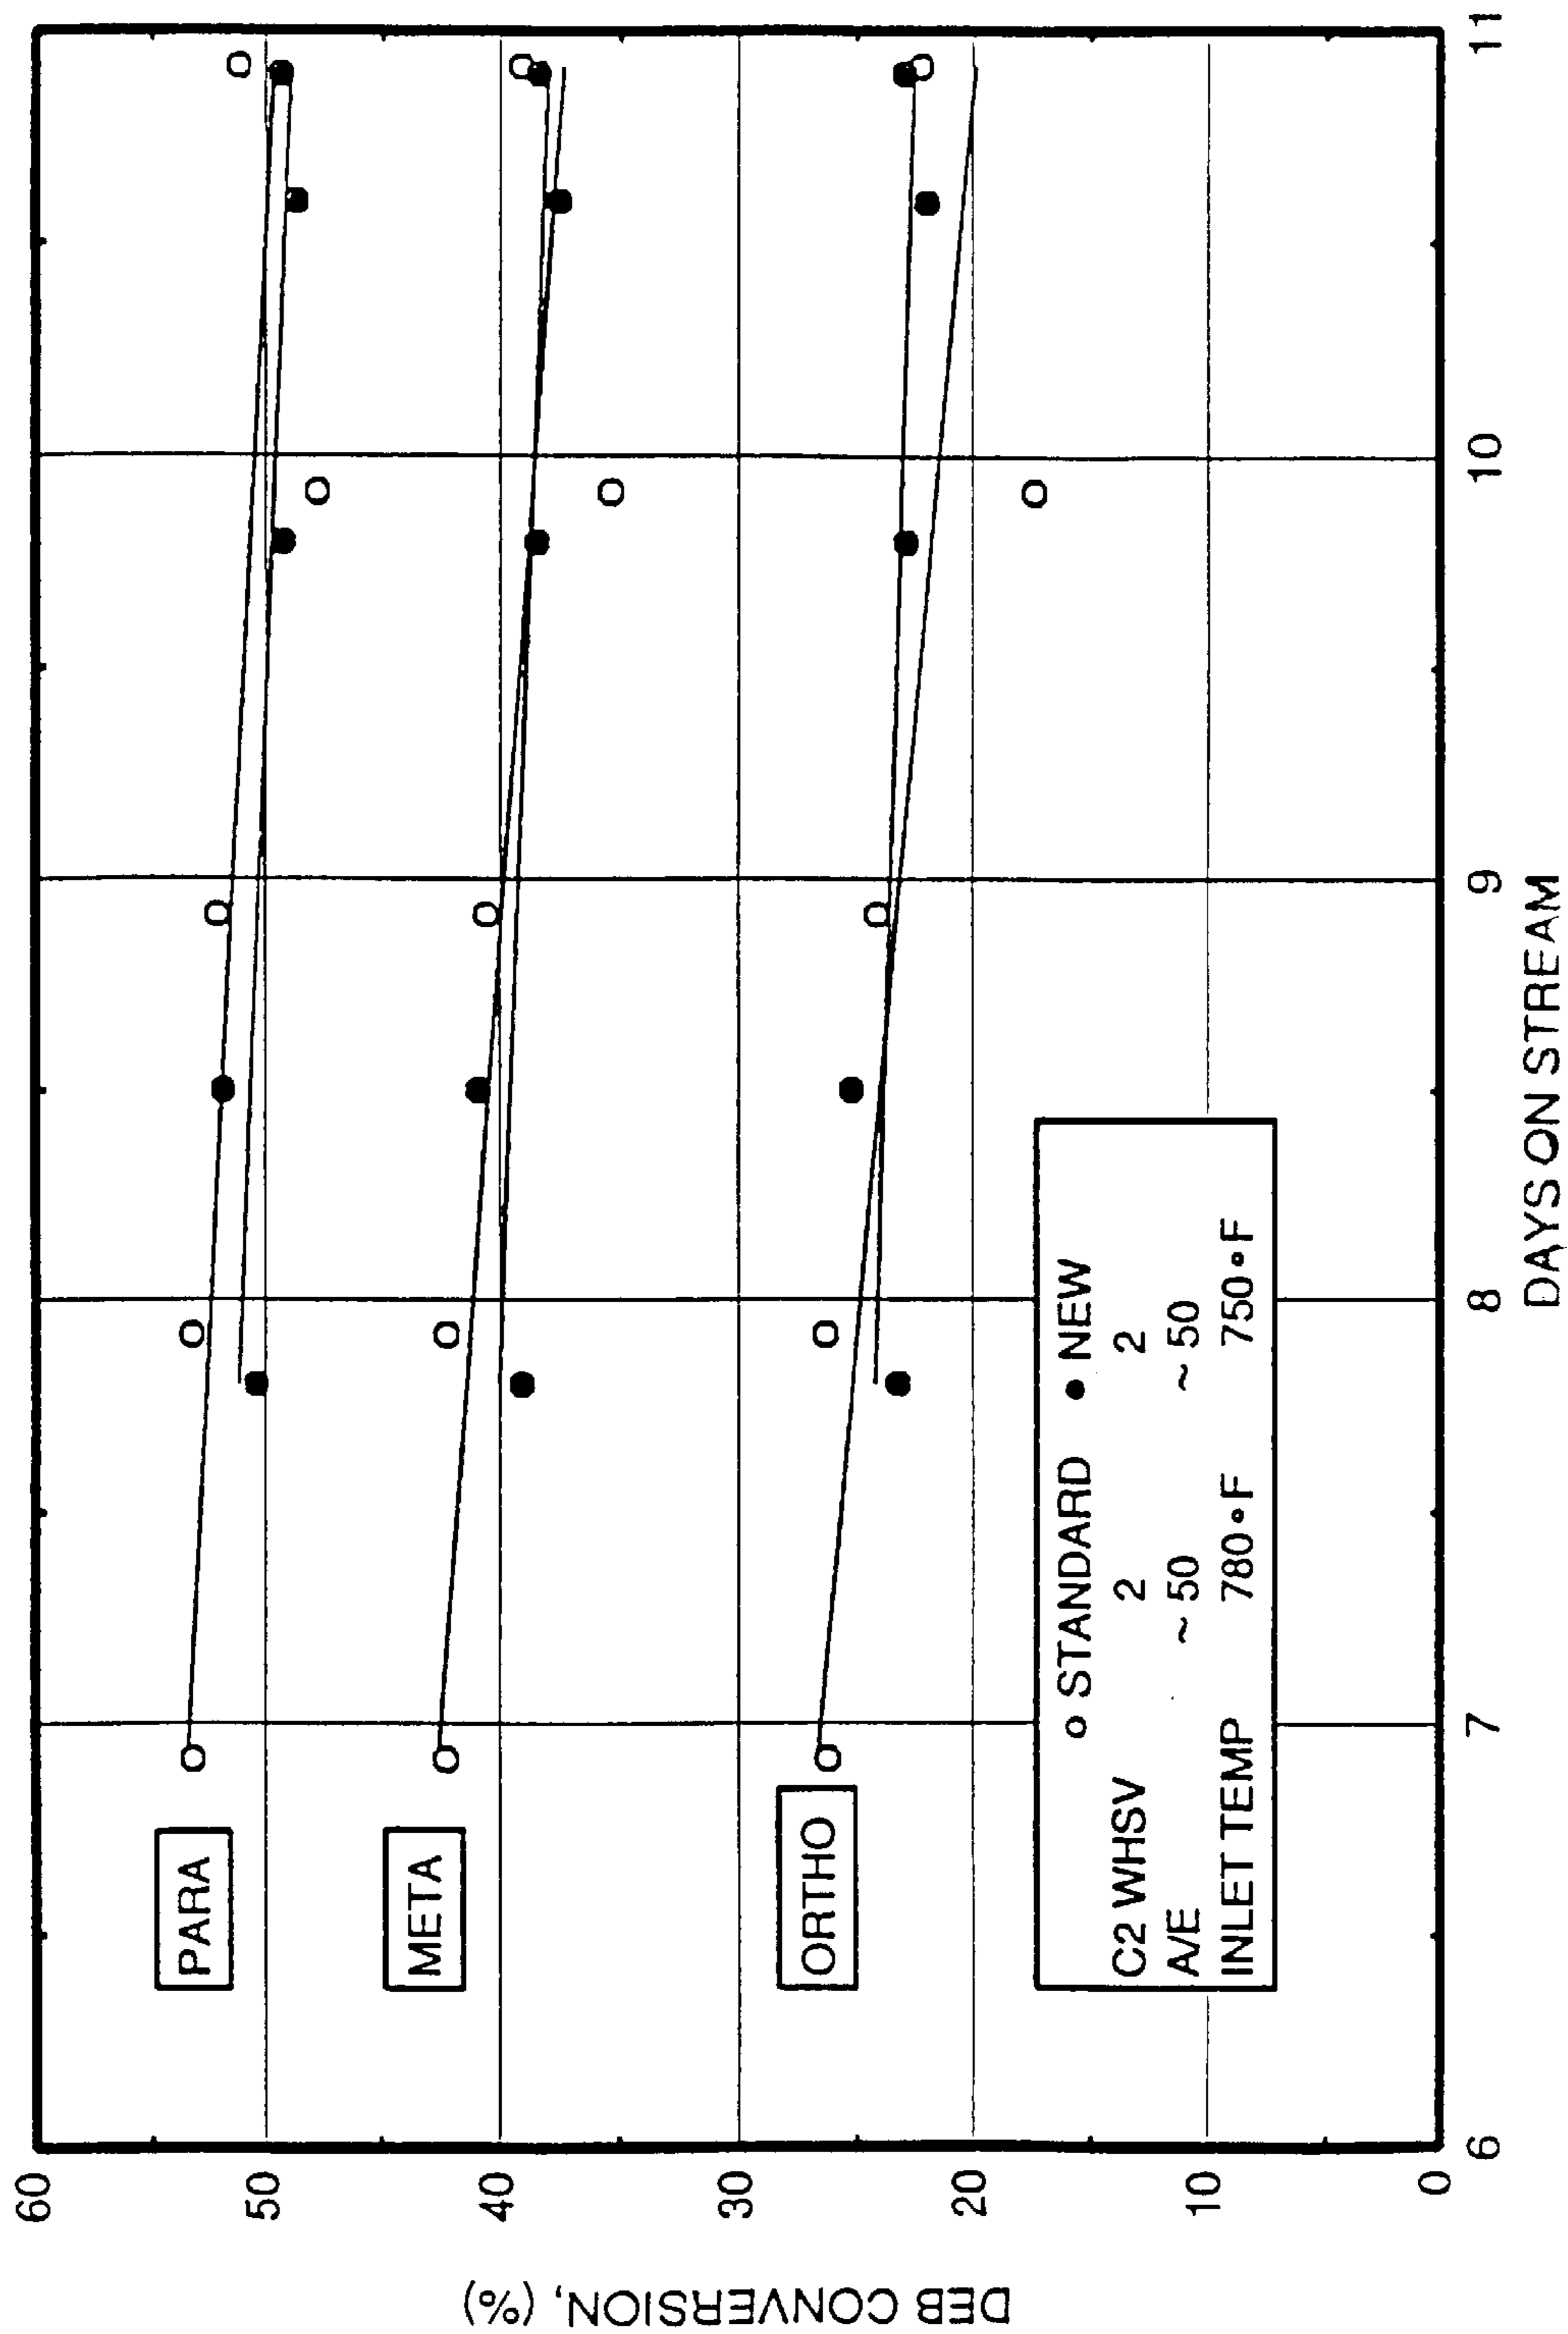 DEB CONVERSION, (%)
60
50
40
30
20
10
0
PARA
META
ORTHO
○ STANDARD ● NEW
C2 WHSV 2 2
A/E ~50 ~50
INLET TEMP 780°F 750°F
6 7 8 9 10 11
DAYS ON STREAM